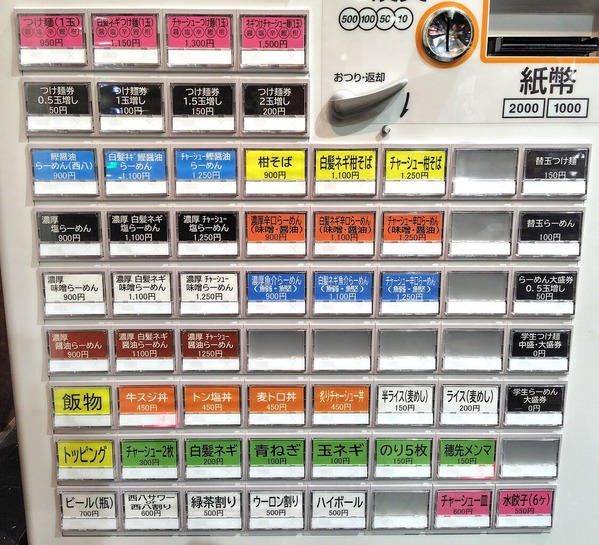 500 100 50 10
おつり・返却
紙幣
2000 1000
つけ麺(1玉)
醤 塩 辛 鰹 柑
950円
白髪ネギつけ麺(1玉)
醤 塩 辛 鰹 柑
1,150円
チャーシューつけ麺(1玉)
醤 塩 辛 鰹 柑
1,300円
ネギつけチャーシュー麺(1玉)
醤 塩 辛 鰹 柑
1,500円
つけ麺券
0.5玉増し
50円
つけ麺券
1玉増し
100円
つけ麺券
1.5玉増し
150円
つけ麺券
2玉増し
200円
鰹醤油
らーめん(西八)
900円
白髪ネギ 鰹醤油
らーめん
1,100円
チャーシュー 鰹醤油
らーめん
1,250円
柑そば
900円
白髪ネギ柑そば
1,100円
チャーシュー柑そば
1,250円
替玉つけ麺
150円
濃厚
塩らーめん
900円
濃厚 白髪ネギ
塩らーめん
1,100円
濃厚 チャーシュー
塩らーめん
1,250円
濃厚辛口らーめん
(味噌・醤油)
900円
白髪ネギ辛口らーめん
(味噌・醤油)
1,100円
チャーシュー辛口らーめん
(味噌・醤油)
1,250円
替玉らーめん
100円
濃厚
味噌らーめん
900円
濃厚 白髪ネギ
味噌らーめん
1,100円
濃厚 チャーシュー
味噌らーめん
1,250円
濃厚魚介らーめん
900円
白髪ネギ魚介らーめん
1,100円
チャーシュー魚介らーめん
1,250円
らーめん大盛券
0.5玉増し
50円
濃厚
醤油らーめん
900円
濃厚 白髪ネギ
醤油らーめん
1100円
濃厚 チャーシュー
醤油らーめん
1250円
学生つけ麺
中盛・大盛券
0円
飯物
牛スジ丼
450円
トン塩丼
450円
麦トロ丼
450円
炙りチャーシュー丼
450円
半ライス(麦めし)
150円
ライス(麦めし)
200円
学生らーめん
大盛券
0円
トッピング
チャーシュー2枚
300円
白髪ネギ
200円
青ねぎ
100円
玉ネギ
100円
のり5枚
150円
穂先メンマ
150円
ビール(瓶)
700円
西八サワー
西八割り
600円
緑茶割り
500円
ウーロン割り
500円
ハイボール
500円
チャーシュー皿
600円
水餃子(6ヶ)
550円